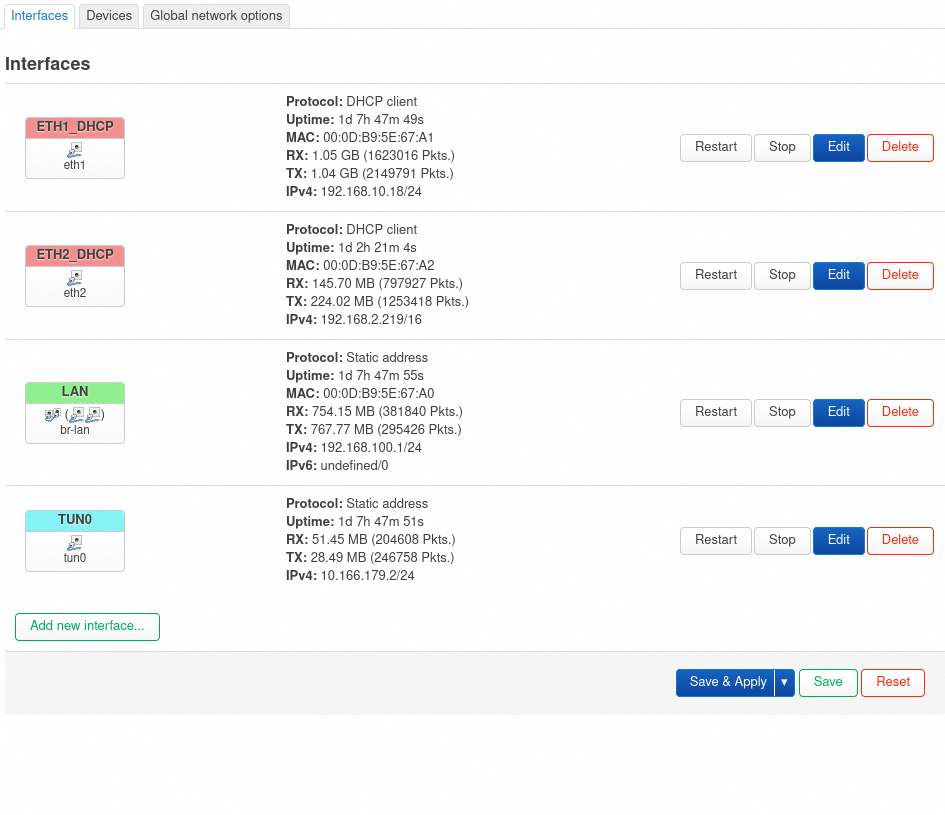 Interfaces Devices Global network options
Interfaces
ETH1_DHCP
eth1
Protocol: DHCP client
Uptime: 1d 7h 47m 49s
MAC: 00:0D:B9:5E:67:A1
RX: 1.05 GB (1623016 Pkts.)
TX: 1.04 GB (2149791 Pkts.)
IPv4: 192.168.10.18/24
Restart Stop Edit Delete
ETH2_DHCP
eth2
Protocol: DHCP client
Uptime: 1d 2h 21m 4s
MAC: 00:0D:B9:5E:67:A2
RX: 145.70 MB (797927 Pkts.)
TX: 224.02 MB (1253418 Pkts.)
IPv4: 192.168.2.219/16
Restart Stop Edit Delete
LAN
( )
br-lan
Protocol: Static address
Uptime: 1d 7h 47m 55s
MAC: 00:0D:B9:5E:67:A0
RX: 754.15 MB (381840 Pkts.)
TX: 767.77 MB (295426 Pkts.)
IPv4: 192.168.100.1/24
IPv6: undefined/0
Restart Stop Edit Delete
TUN0
tun0
Protocol: Static address
Uptime: 1d 7h 47m 51s
RX: 51.45 MB (204608 Pkts.)
TX: 28.49 MB (246758 Pkts.)
IPv4: 10.166.179.2/24
Restart Stop Edit Delete
Add new interface...
Save & Apply ▾ Save Reset